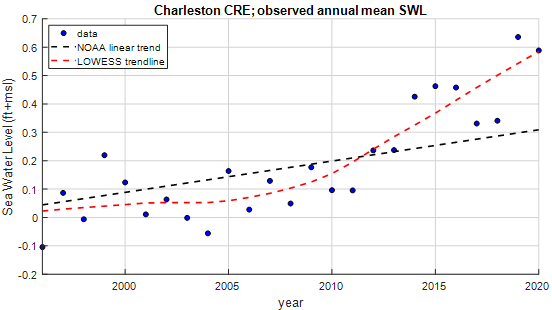 Charleston CRE; observed annual mean SWL
data
NOAA linear trend
LOWESS trendline
Sea Water Level (ft+msl)
0.7
0.6
0.5
0.4
0.3
0.2
0.1
0
-0.1
-0.2
2000
2005
2010
2015
2020
year